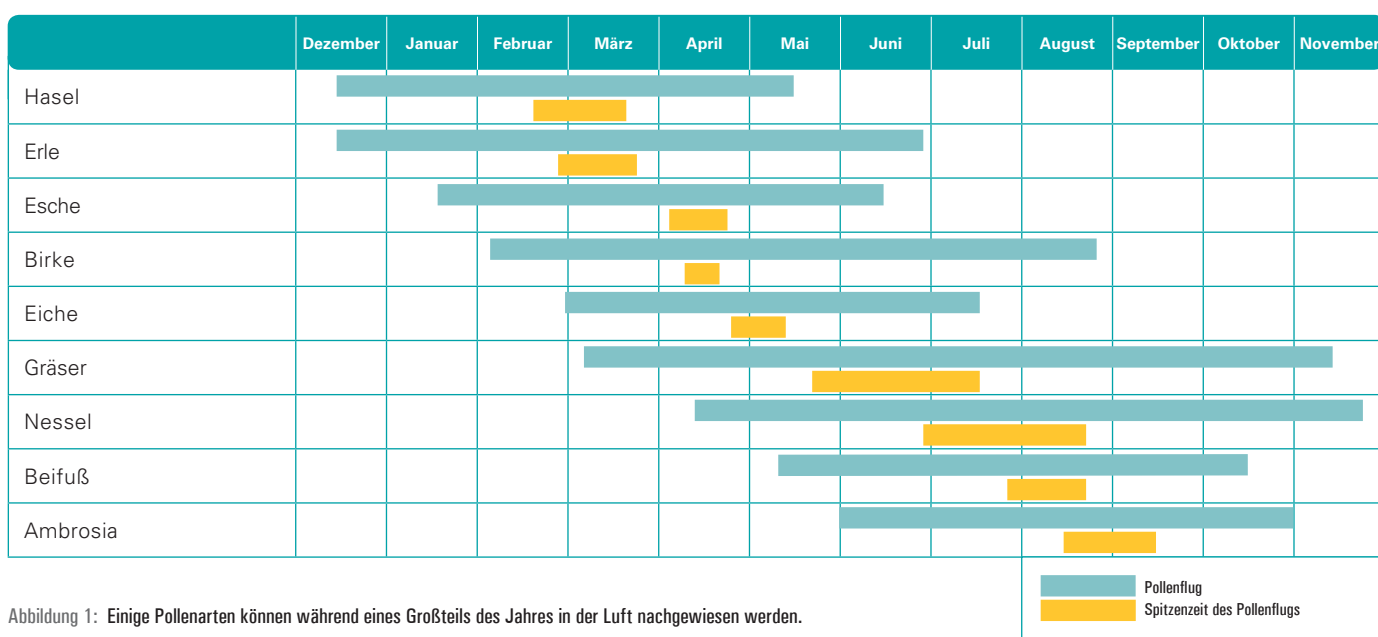 Dezember Januar Februar März April Mai Juni Juli August September Oktober November
Hasel
Erle
Esche
Birke
Eiche
Gräser
Nessel
Beifuß
Ambrosia
Pollenflug
Spitzenzeit des Pollenflugs
Abbildung 1: Einige Pollenarten können während eines Großteils des Jahres in der Luft nachgewiesen werden.